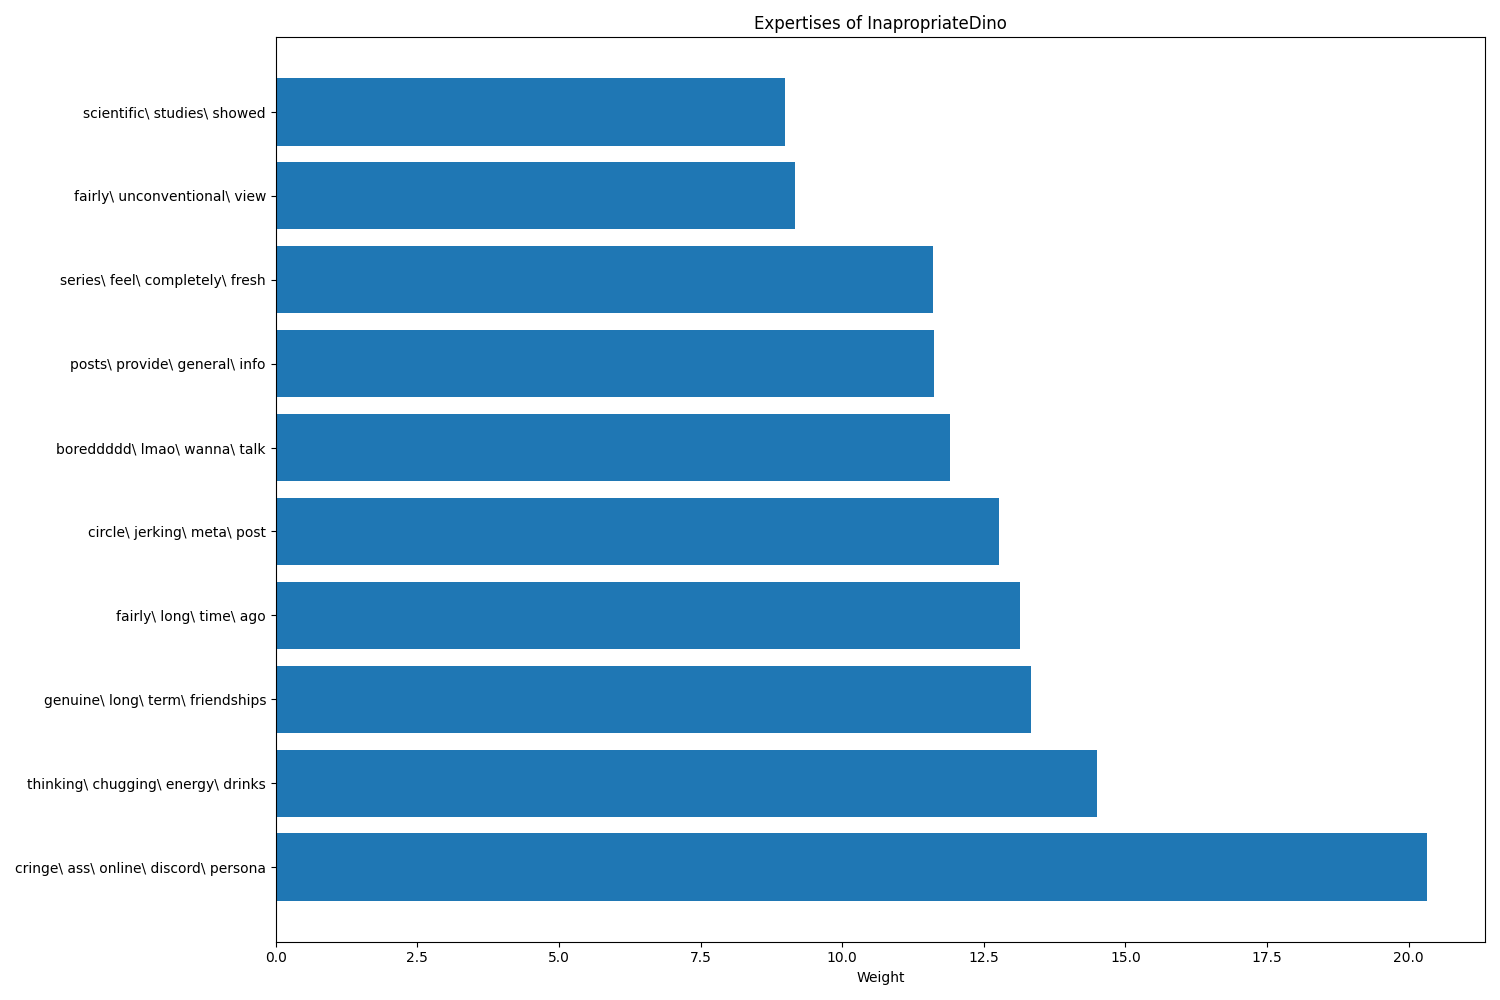 Expertises of InapropriateDino
scientific\ studies\ showed
fairly\ unconventional\ view
series\ feel\ completely\ fresh
posts\ provide\ general\ info
boreddddd\ lmao\ wanna\ talk
circle\ jerking\ meta\ post
fairly\ long\ time\ ago
genuine\ long\ term\ friendships
thinking\ chugging\ energy\ drinks
cringe\ ass\ online\ discord\ persona
0.0 2.5 5.0 7.5 10.0 12.5 15.0 17.5 20.0
Weight